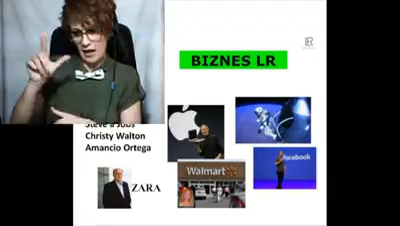 BIZNES LR
LR
Steve'a Jobs
Christy Walton
Amancio Ortega
facebook
Walmart
ZARA